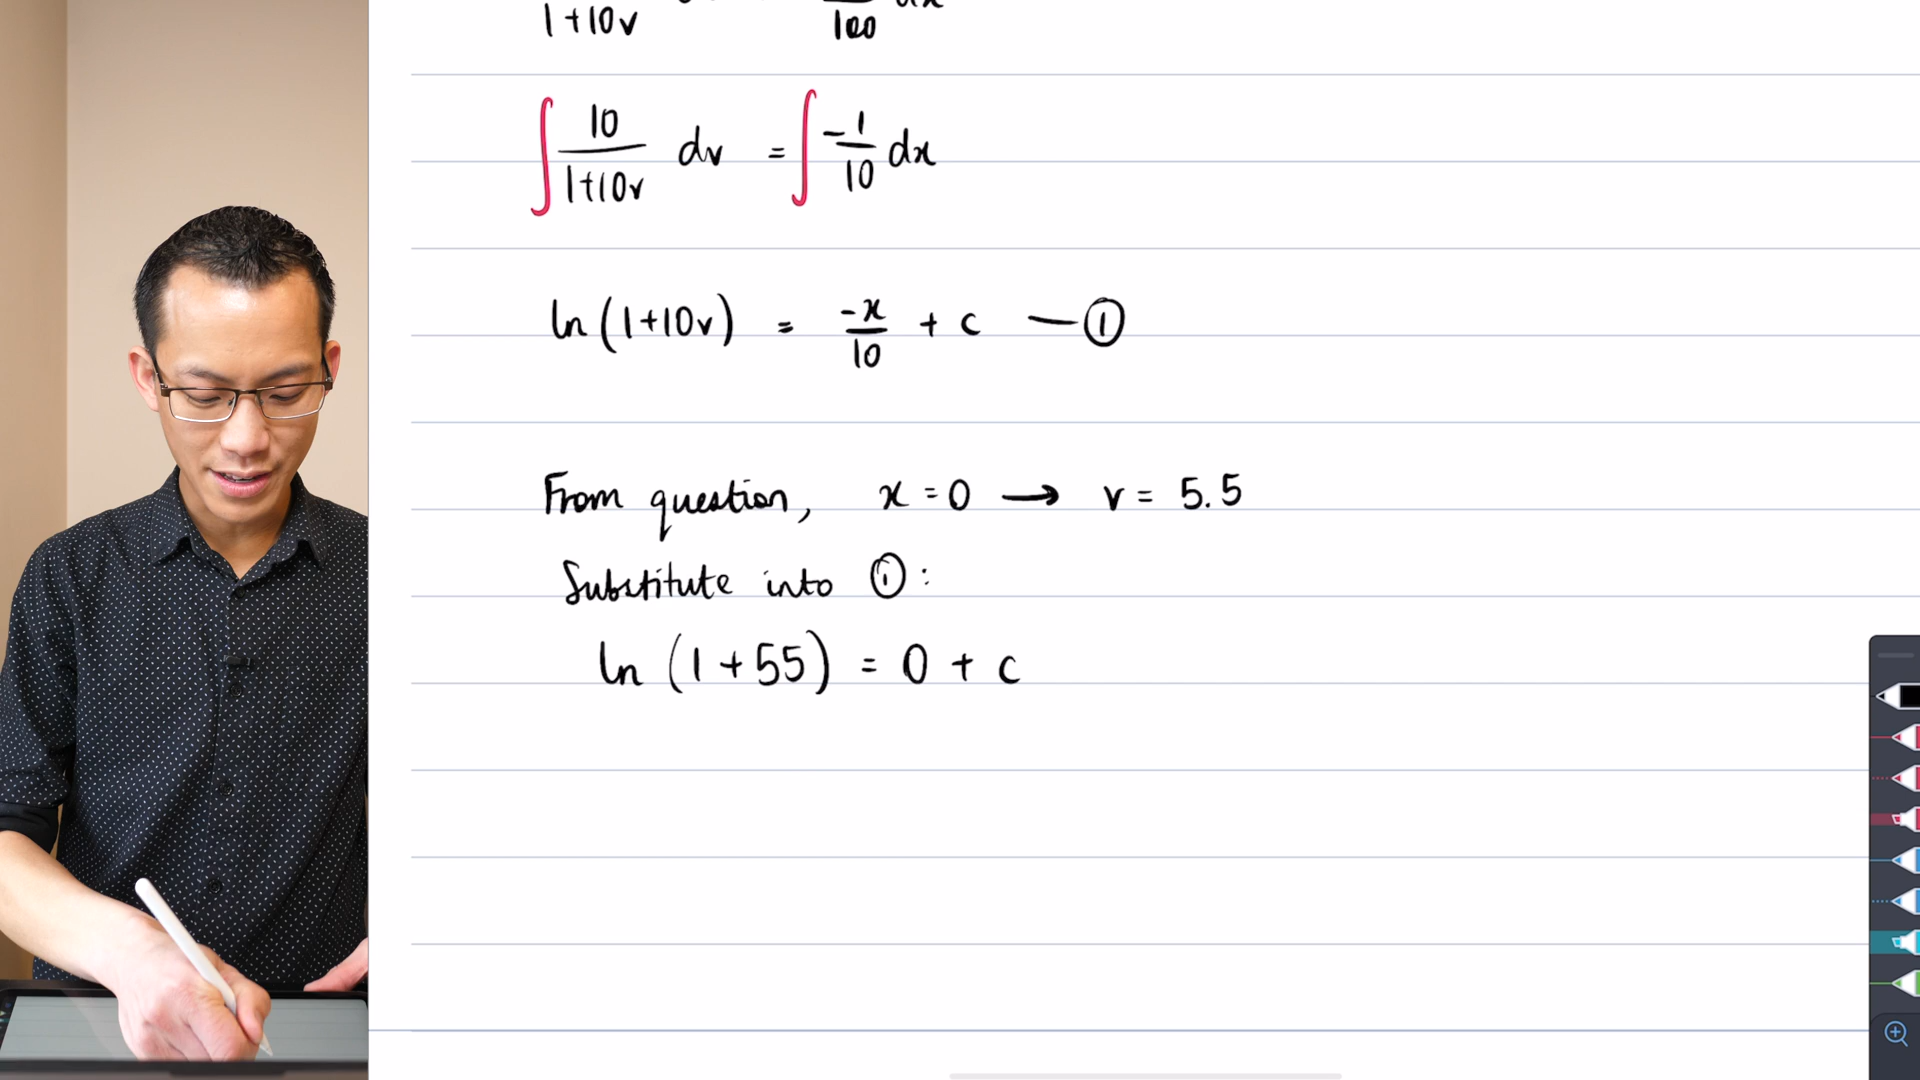 1+10v 100 dx
∫ 10/(1+10v) dv = ∫ -1/10 dx
ln (1+10v) = -x/10 + c — ①
From question, x = 0 → v = 5.5
Substitute into ①:
ln (1+55) = 0 + c